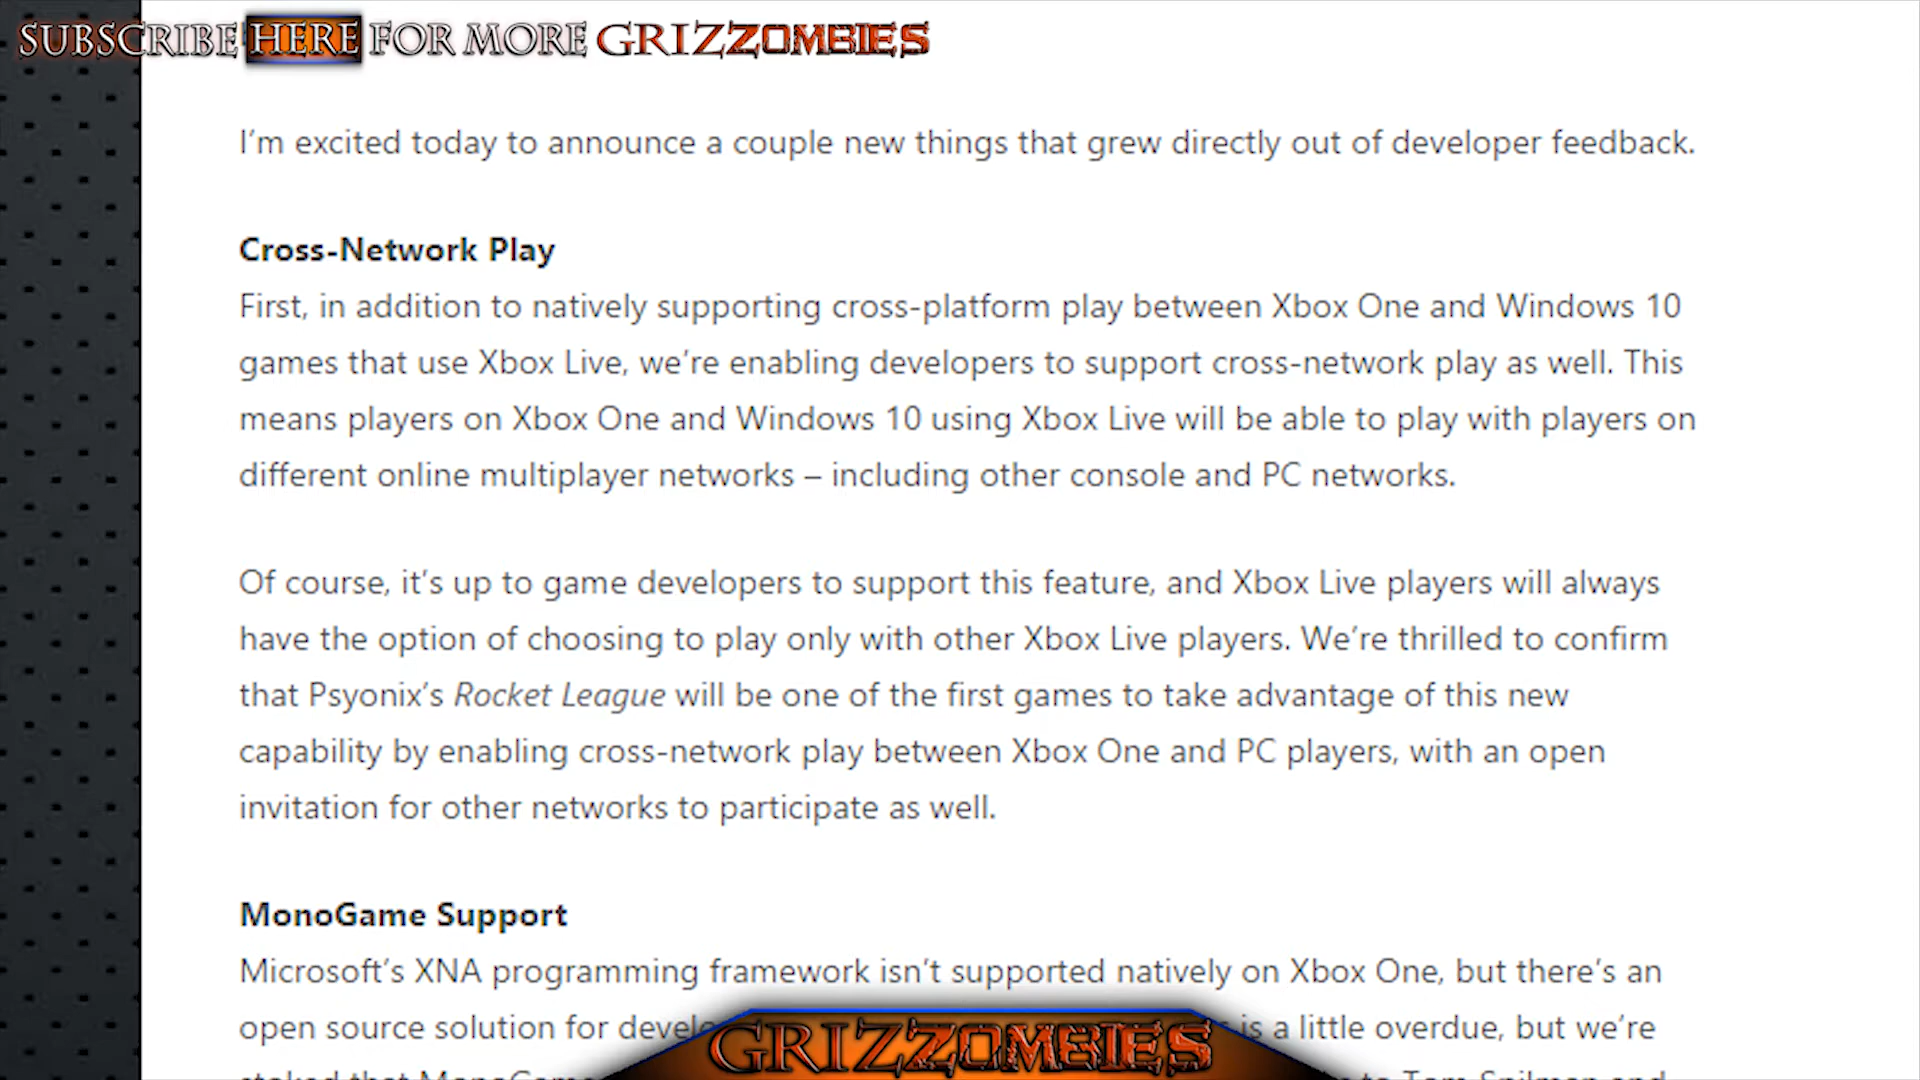 SUBSCRIBE HERE FOR MORE GRIZZOMBIES
I’m excited today to announce a couple new things that grew directly out of developer feedback.
Cross-Network Play
First, in addition to natively supporting cross-platform play between Xbox One and Windows 10
games that use Xbox Live, we’re enabling developers to support cross-network play as well. This
means players on Xbox One and Windows 10 using Xbox Live will be able to play with players on
different online multiplayer networks – including other console and PC networks.
Of course, it’s up to game developers to support this feature, and Xbox Live players will always
have the option of choosing to play only with other Xbox Live players. We’re thrilled to confirm
that Psyonix’s Rocket League will be one of the first games to take advantage of this new
capability by enabling cross-network play between Xbox One and PC players, with an open
invitation for other networks to participate as well.
MonoGame Support
Microsoft’s XNA programming framework isn’t supported natively on Xbox One, but there’s an
open source solution for is a little overdue, but we’re
GRIZZOMBIES